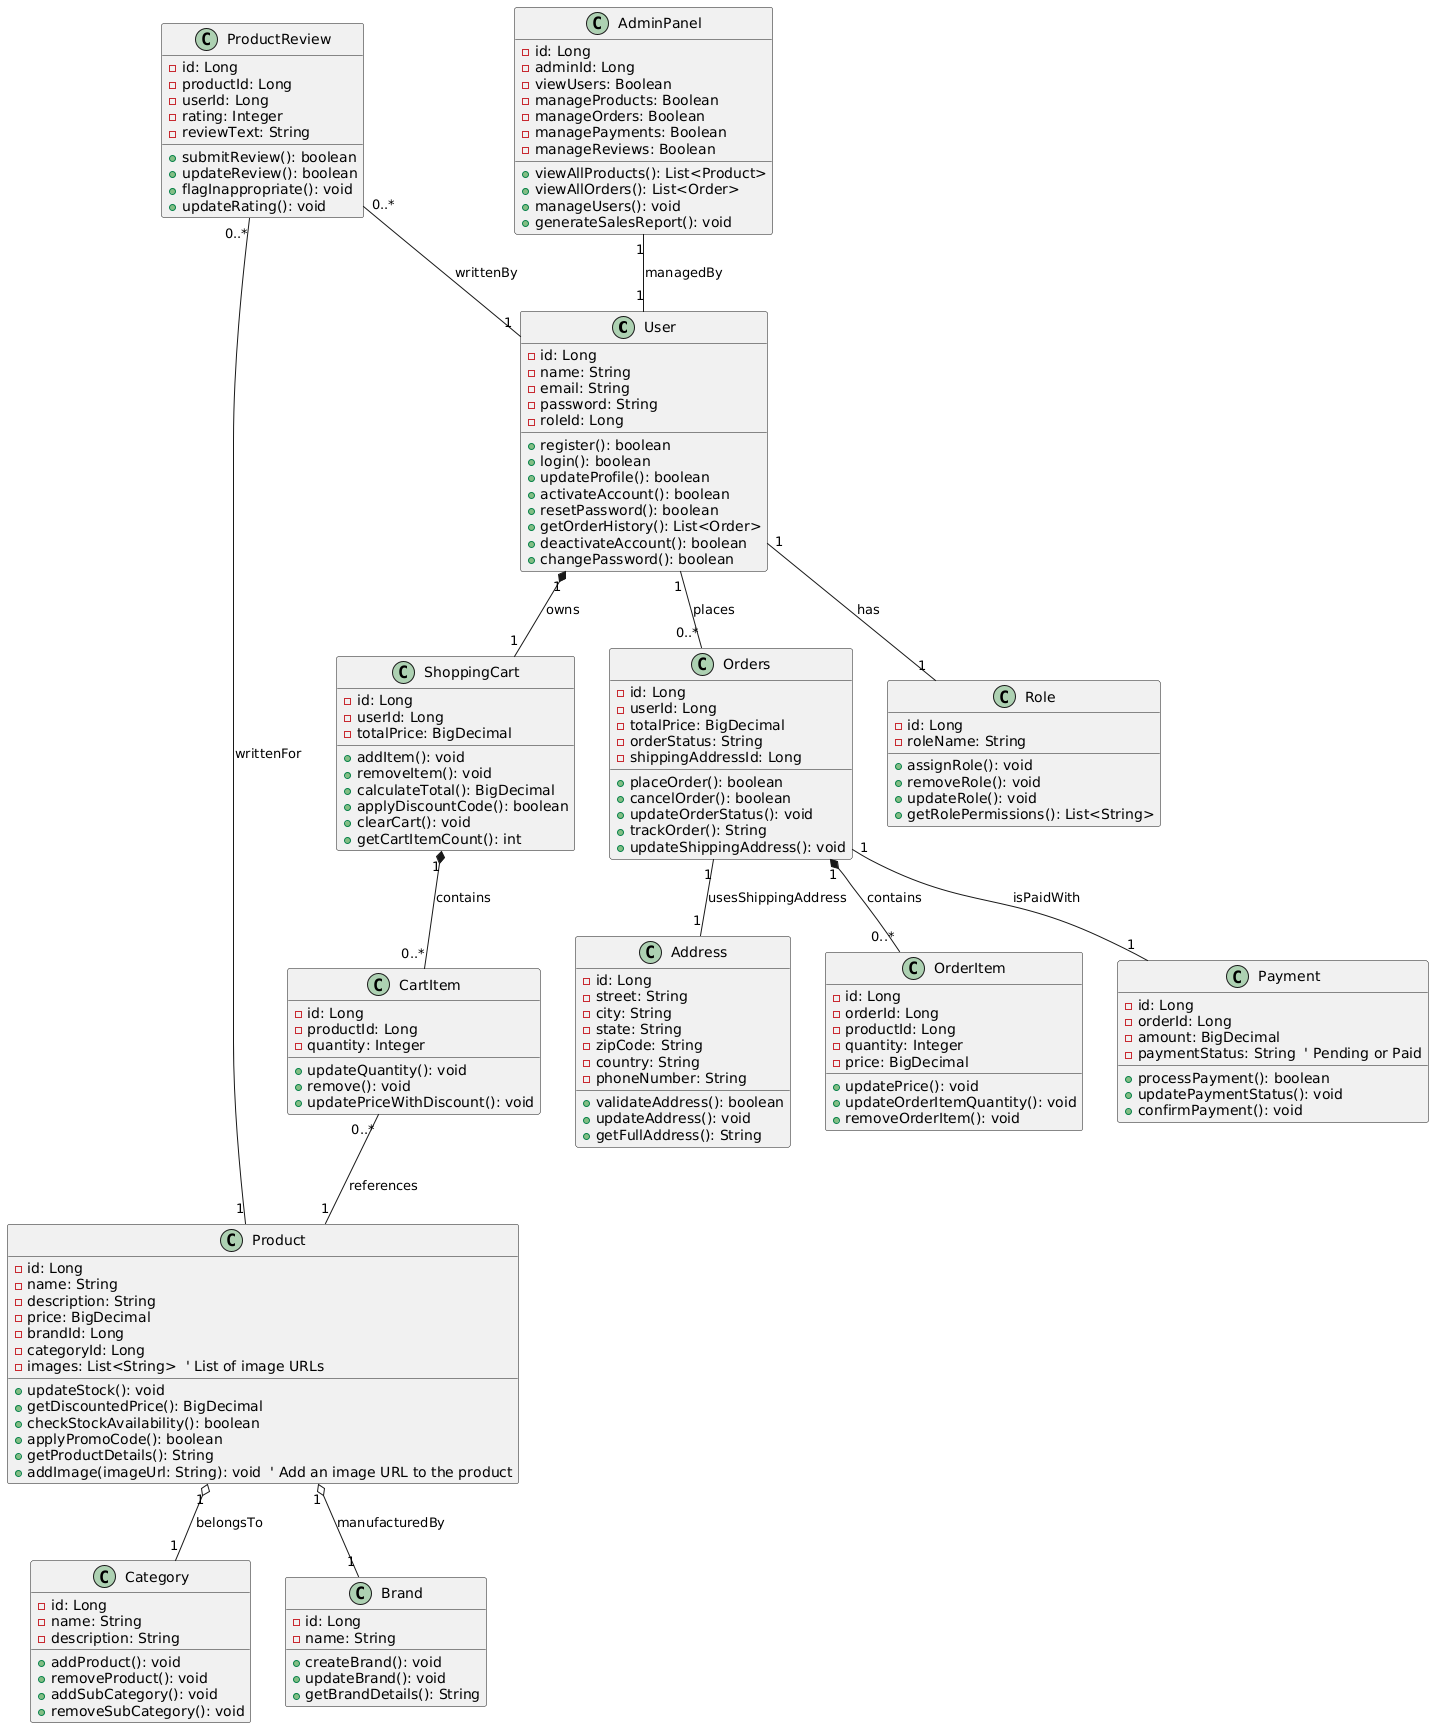 C ProductReview
id: Long
productId: Long
userId: Long
rating: Integer
reviewText: String
submitReview(): boolean
updateReview(): boolean
flagInappropriate(): void
updateRating(): void
C AdminPanel
id: Long
adminId: Long
viewUsers: Boolean
manageProducts: Boolean
manageOrders: Boolean
managePayments: Boolean
manageReviews: Boolean
viewAllProducts(): List<Product>
viewAllOrders(): List<Order>
manageUsers(): void
generateSalesReport(): void
0..*
0..*
1
writtenBy
managedBy
1
1
C User
id: Long
name: String
email: String
password: String
roleId: Long
register(): boolean
login(): boolean
updateProfile(): boolean
activateAccount(): boolean
resetPassword(): boolean
getOrderHistory(): List<Order>
deactivateAccount(): boolean
changePassword(): boolean
1
1
1
owns
places
has
1
0..*
1
writtenFor
C ShoppingCart
id: Long
userId: Long
totalPrice: BigDecimal
addItem(): void
removeItem(): void
calculateTotal(): BigDecimal
applyDiscountCode(): boolean
clearCart(): void
getCartItemCount(): int
C Orders
id: Long
userId: Long
totalPrice: BigDecimal
orderStatus: String
shippingAddressId: Long
placeOrder(): boolean
cancelOrder(): boolean
updateOrderStatus(): void
trackOrder(): String
updateShippingAddress(): void
C Role
id: Long
roleName: String
assignRole(): void
removeRole(): void
updateRole(): void
getRolePermissions(): List<String>
1
1
1
1
contains
usesShippingAddress
contains
isPaidWith
0..*
1
0..*
1
C CartItem
id: Long
productId: Long
quantity: Integer
updateQuantity(): void
remove(): void
updatePriceWithDiscount(): void
C Address
id: Long
street: String
city: String
state: String
zipCode: String
country: String
phoneNumber: String
validateAddress(): boolean
updateAddress(): void
getFullAddress(): String
C OrderItem
id: Long
orderId: Long
productId: Long
quantity: Integer
price: BigDecimal
updatePrice(): void
updateOrderItemQuantity(): void
removeOrderItem(): void
C Payment
id: Long
orderId: Long
amount: BigDecimal
paymentStatus: String  ' Pending or Paid
processPayment(): boolean
updatePaymentStatus(): void
confirmPayment(): void
0..*
references
1
1
C Product
id: Long
name: String
description: String
price: BigDecimal
brandId: Long
categoryId: Long
images: List<String>  ' List of image URLs
updateStock(): void
getDiscountedPrice(): BigDecimal
checkStockAvailability(): boolean
applyPromoCode(): boolean
getProductDetails(): String
addImage(imageUrl: String): void  ' Add an image URL to the product
1
1
belongsTo
manufacturedBy
1
1
C Category
id: Long
name: String
description: String
addProduct(): void
removeProduct(): void
addSubCategory(): void
removeSubCategory(): void
C Brand
id: Long
name: String
createBrand(): void
updateBrand(): void
getBrandDetails(): String